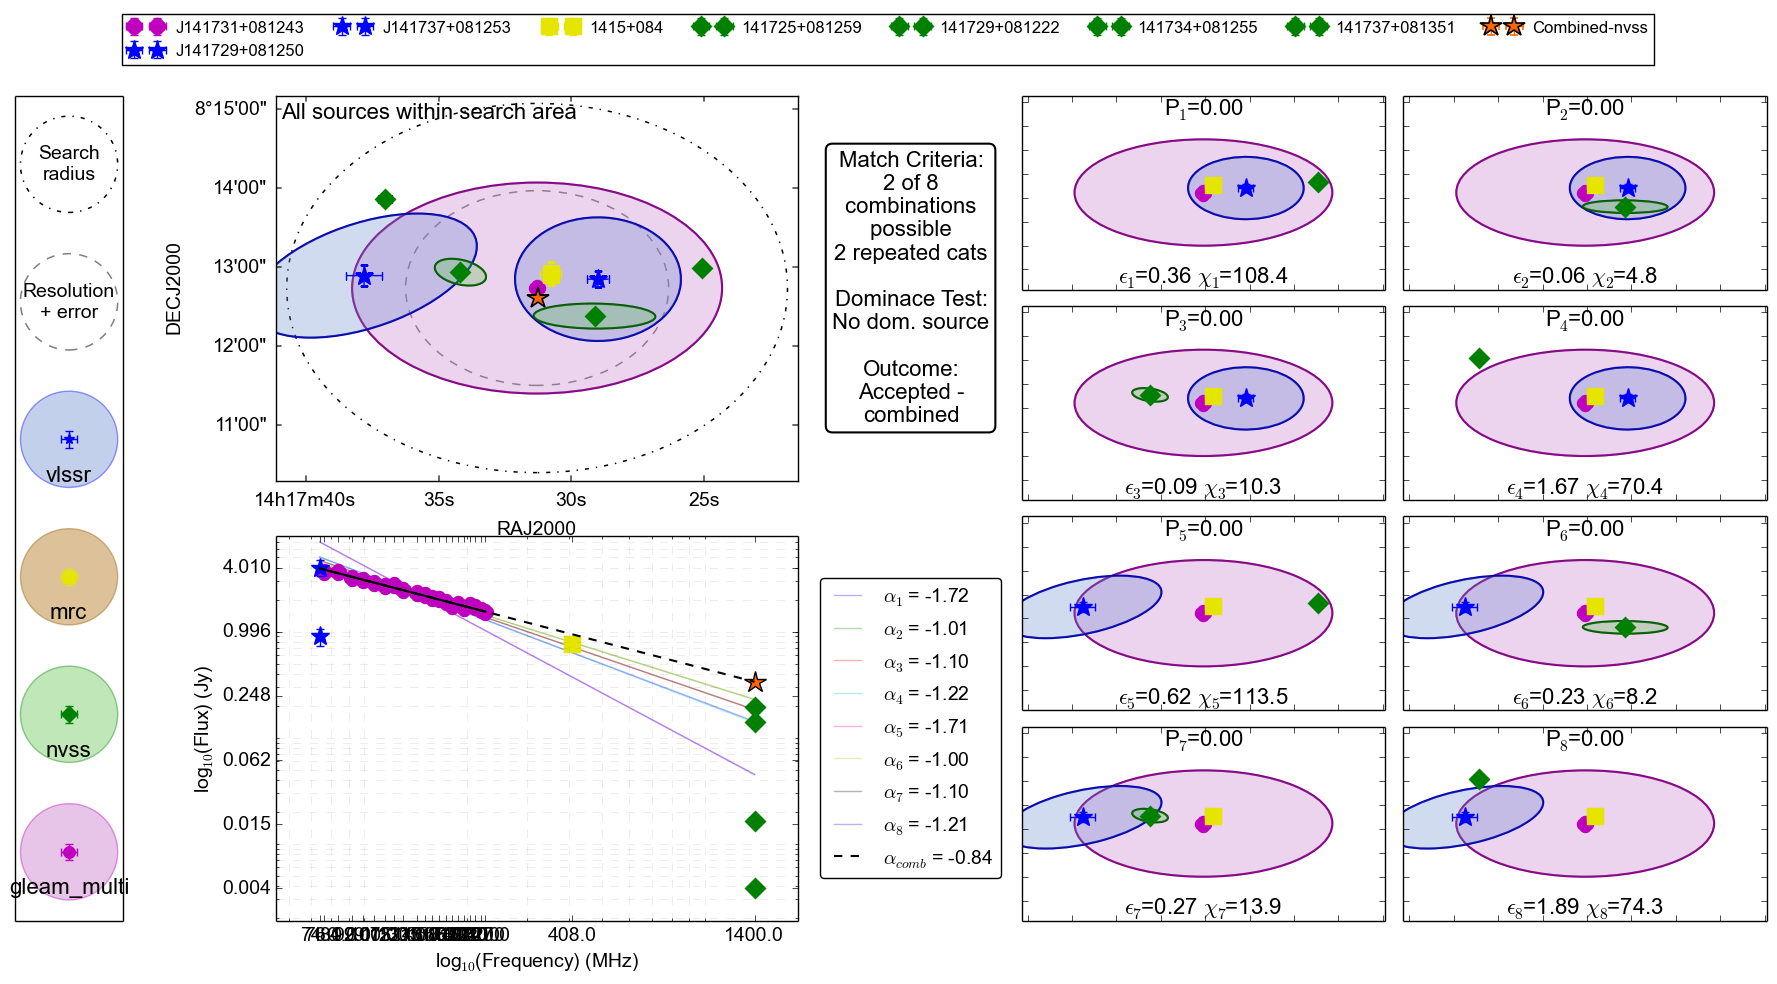 J141731+081243
J141737+081253
1415+084
141725+081259
141729+081222
141734+081255
141737+081351
Combined-nvss
J141729+081250
Search
radius
Resolution
+ error
vlssr
mrc
nvss
gleam_multi
All sources within search area
8°15'00"
14'00"
13'00"
12'00"
11'00"
DECJ2000
14h17m40s
35s
30s
25s
RAJ2000
Match Criteria:
2 of 8
combinations
possible
2 repeated cats
Dominace Test:
No dom. source
Outcome:
Accepted -
combined
4.010
0.996
0.248
0.062
0.015
0.004
log₁₀(Flux) (Jy)
408.0
1400.0
log₁₀(Frequency) (MHz)
α₁ = -1.72
α₂ = -1.01
α₃ = -1.10
α₄ = -1.22
α₅ = -1.71
α₆ = -1.00
α₇ = -1.10
α₈ = -1.21
α_comb = -0.84
P₁=0.00
ϵ₁=0.36 χ₁=108.4
P₂=0.00
ϵ₂=0.06 χ₂=4.8
P₃=0.00
ϵ₃=0.09 χ₃=10.3
P₄=0.00
ϵ₄=1.67 χ₄=70.4
P₅=0.00
ϵ₅=0.62 χ₅=113.5
P₆=0.00
ϵ₆=0.23 χ₆=8.2
P₇=0.00
ϵ₇=0.27 χ₇=13.9
P₈=0.00
ϵ₈=1.89 χ₈=74.3